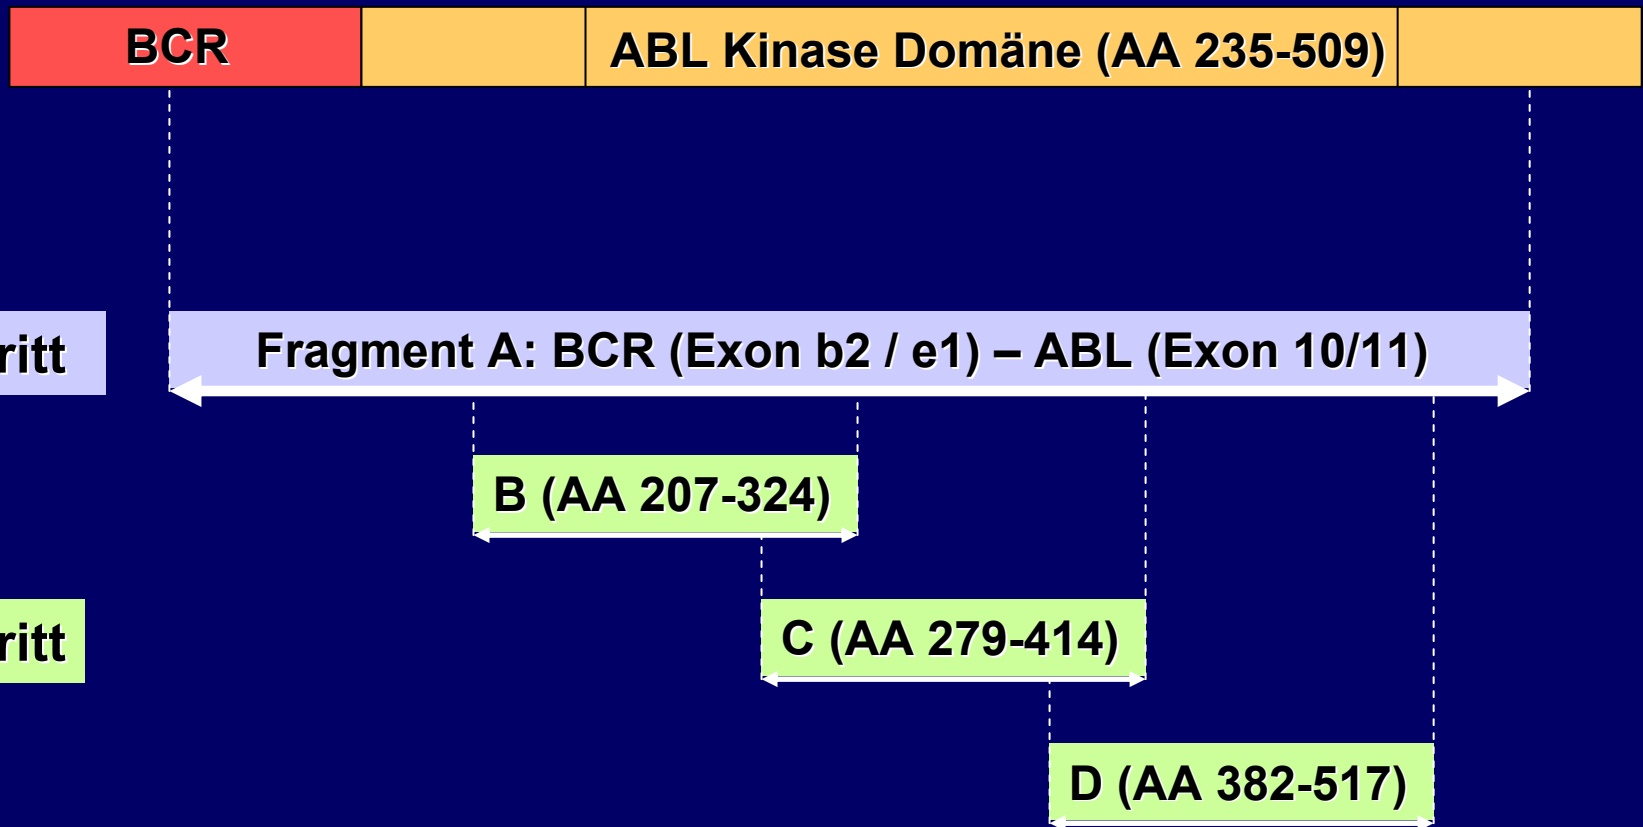 BCR
ABL Kinase Domäne (AA 235-509)
ritt
Fragment A: BCR (Exon b2 / e1) – ABL (Exon 10/11)
B (AA 207-324)
ritt
C (AA 279-414)
D (AA 382-517)